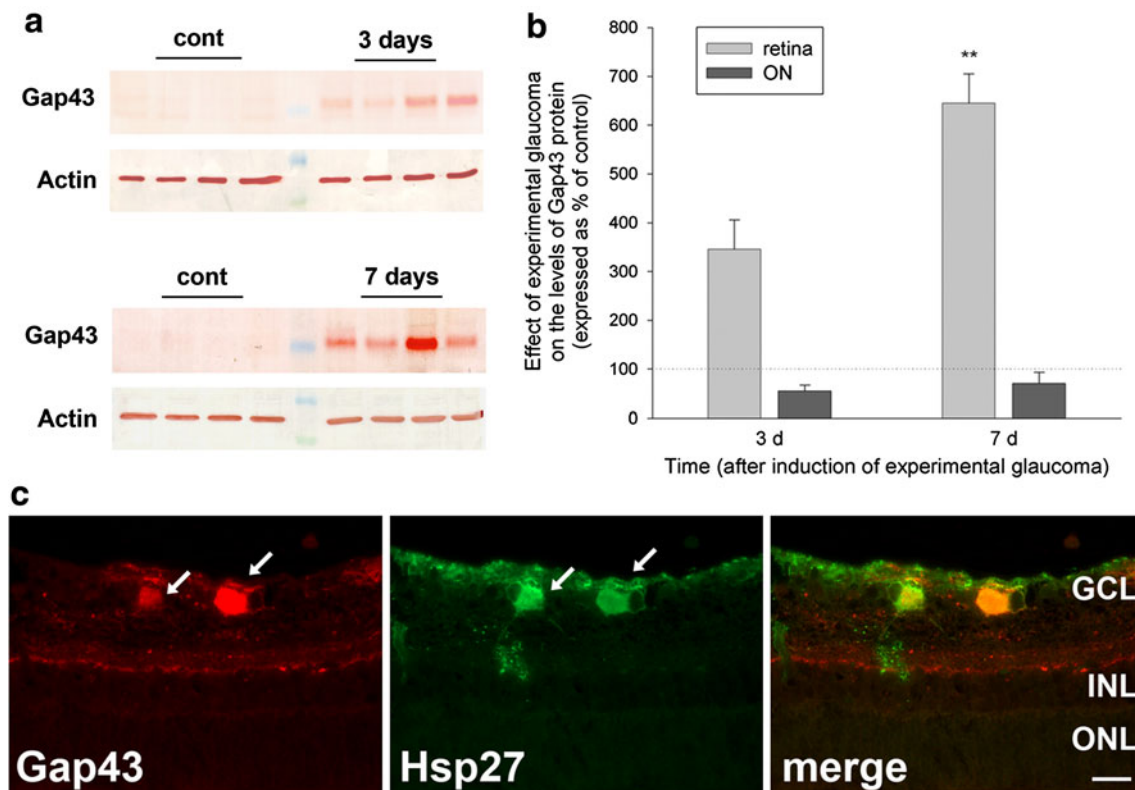 a
cont 3 days
Gap43
Actin
cont 7 days
Gap43
Actin
b
Effect of experimental glaucoma
on the levels of Gap43 protein
(expressed as % of control)
800
700
600
500
400
300
200
100
0
retina
ON
**
3 d 7 d
Time (after induction of experimental glaucoma)
c
Gap43
Hsp27
merge
GCL
INL
ONL